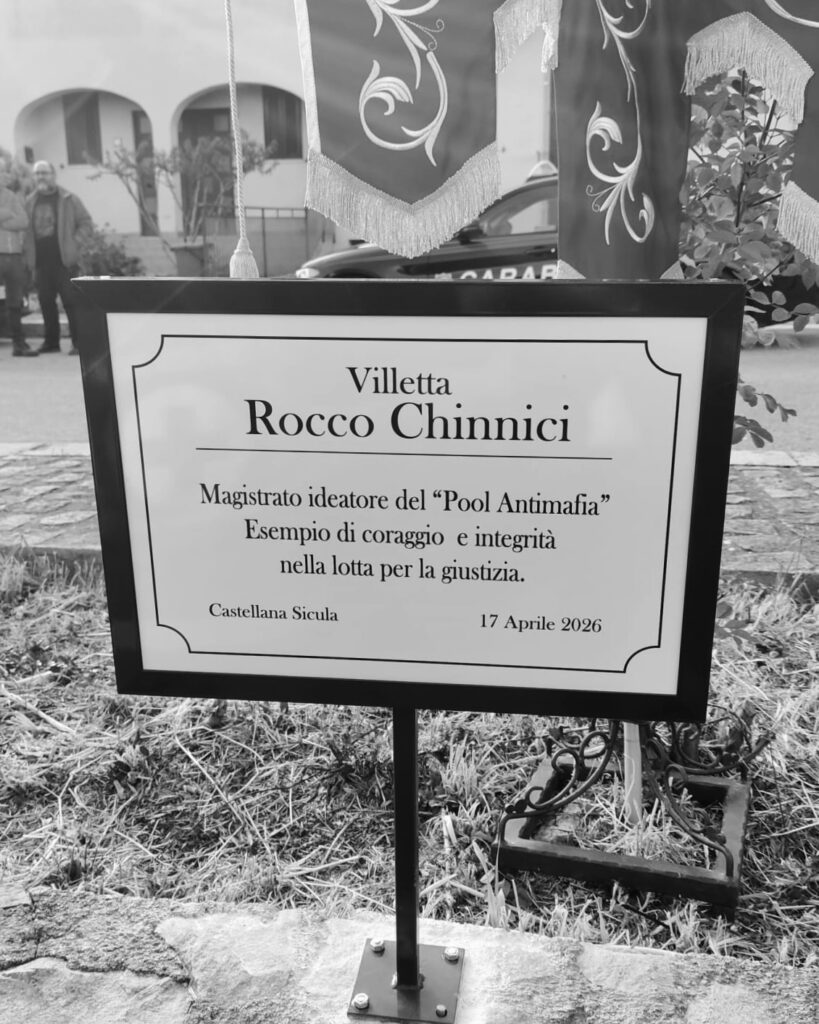 CARAB
Villetta
Rocco Chinnici
Magistrato ideatore del “Pool Antimafia”
Esempio di coraggio e integrità
nella lotta per la giustizia.
Castellana Sicula
17 Aprile 2026